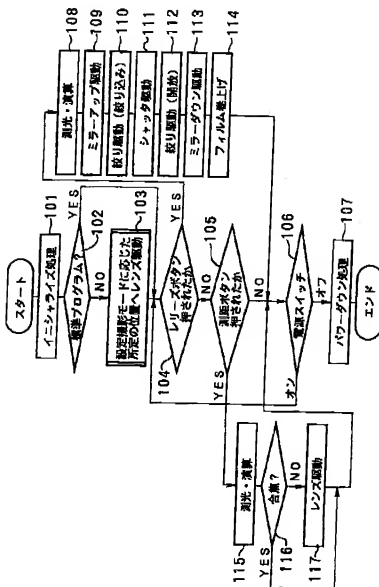 スタート
イニシャライズ処理
101
標準プログラム?
102
YES
NO
設定撮影モードに応じた
所定の位置へレンズ駆動
103
レリーズボタン
押されたか
104
YES
NO
測距ボタン
押されたか
105
YES
NO
電源スイッチ
106
オン
オフ
パワーダウン処理
107
エンド
測光・演算
108
ミラーアップ駆動
109
絞り駆動(絞り込み)
110
シャッタ駆動
111
絞り駆動(開放)
112
ミラーダウン駆動
113
フィルム巻上げ
114
測光・演算
115
合焦?
116
YES
NO
レンズ駆動
117